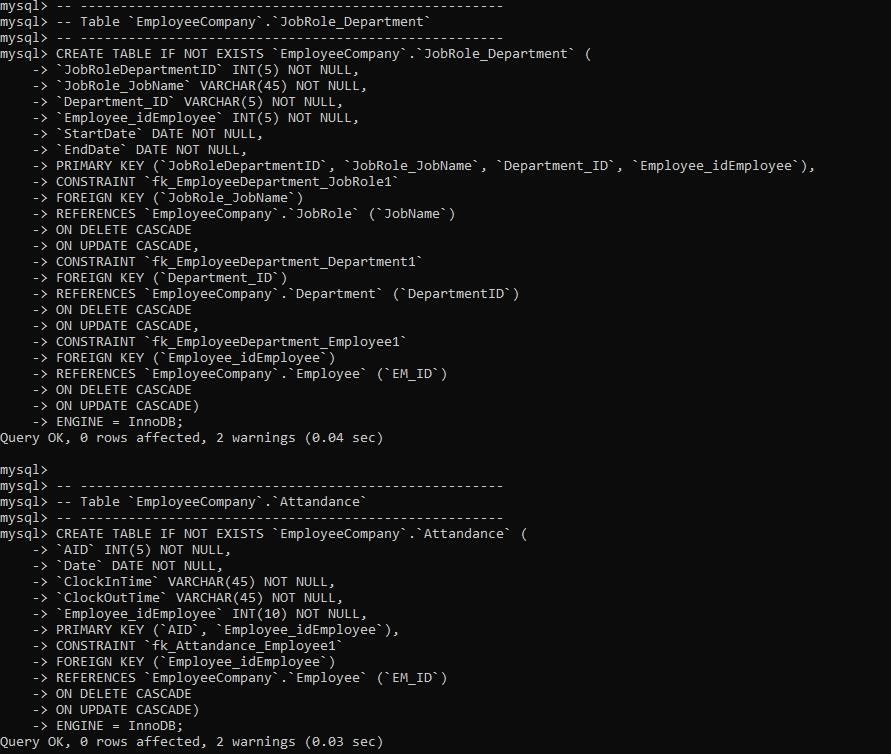 mysql> -- -----------------------------------------------------
mysql> -- Table `EmployeeCompany`.`JobRole_Department`
mysql> -- -----------------------------------------------------
mysql> CREATE TABLE IF NOT EXISTS `EmployeeCompany`.`JobRole_Department` (
    -> `JobRoleDepartmentID` INT(5) NOT NULL,
    -> `JobRole_JobName` VARCHAR(45) NOT NULL,
    -> `Department_ID` VARCHAR(5) NOT NULL,
    -> `Employee_idEmployee` INT(5) NOT NULL,
    -> `StartDate` DATE NOT NULL,
    -> `EndDate` DATE NOT NULL,
    -> PRIMARY KEY (`JobRoleDepartmentID`, `JobRole_JobName`, `Department_ID`, `Employee_idEmployee`),
    -> CONSTRAINT `fk_EmployeeDepartment_JobRole1`
    -> FOREIGN KEY (`JobRole_JobName`)
    -> REFERENCES `EmployeeCompany`.`JobRole` (`JobName`)
    -> ON DELETE CASCADE
    -> ON UPDATE CASCADE,
    -> CONSTRAINT `fk_EmployeeDepartment_Department1`
    -> FOREIGN KEY (`Department_ID`)
    -> REFERENCES `EmployeeCompany`.`Department` (`DepartmentID`)
    -> ON DELETE CASCADE
    -> ON UPDATE CASCADE,
    -> CONSTRAINT `fk_EmployeeDepartment_Employee1`
    -> FOREIGN KEY (`Employee_idEmployee`)
    -> REFERENCES `EmployeeCompany`.`Employee` (`EM_ID`)
    -> ON DELETE CASCADE
    -> ON UPDATE CASCADE)
    -> ENGINE = InnoDB;
Query OK, 0 rows affected, 2 warnings (0.04 sec)

mysql>
mysql> -- -----------------------------------------------------
mysql> -- Table `EmployeeCompany`.`Attandance`
mysql> -- -----------------------------------------------------
mysql> CREATE TABLE IF NOT EXISTS `EmployeeCompany`.`Attandance` (
    -> `AID` INT(5) NOT NULL,
    -> `Date` DATE NOT NULL,
    -> `ClockInTime` VARCHAR(45) NOT NULL,
    -> `ClockOutTime` VARCHAR(45) NOT NULL,
    -> `Employee_idEmployee` INT(10) NOT NULL,
    -> PRIMARY KEY (`AID`, `Employee_idEmployee`),
    -> CONSTRAINT `fk_Attandance_Employee1`
    -> FOREIGN KEY (`Employee_idEmployee`)
    -> REFERENCES `EmployeeCompany`.`Employee` (`EM_ID`)
    -> ON DELETE CASCADE
    -> ON UPDATE CASCADE)
    -> ENGINE = InnoDB;
Query OK, 0 rows affected, 2 warnings (0.03 sec)